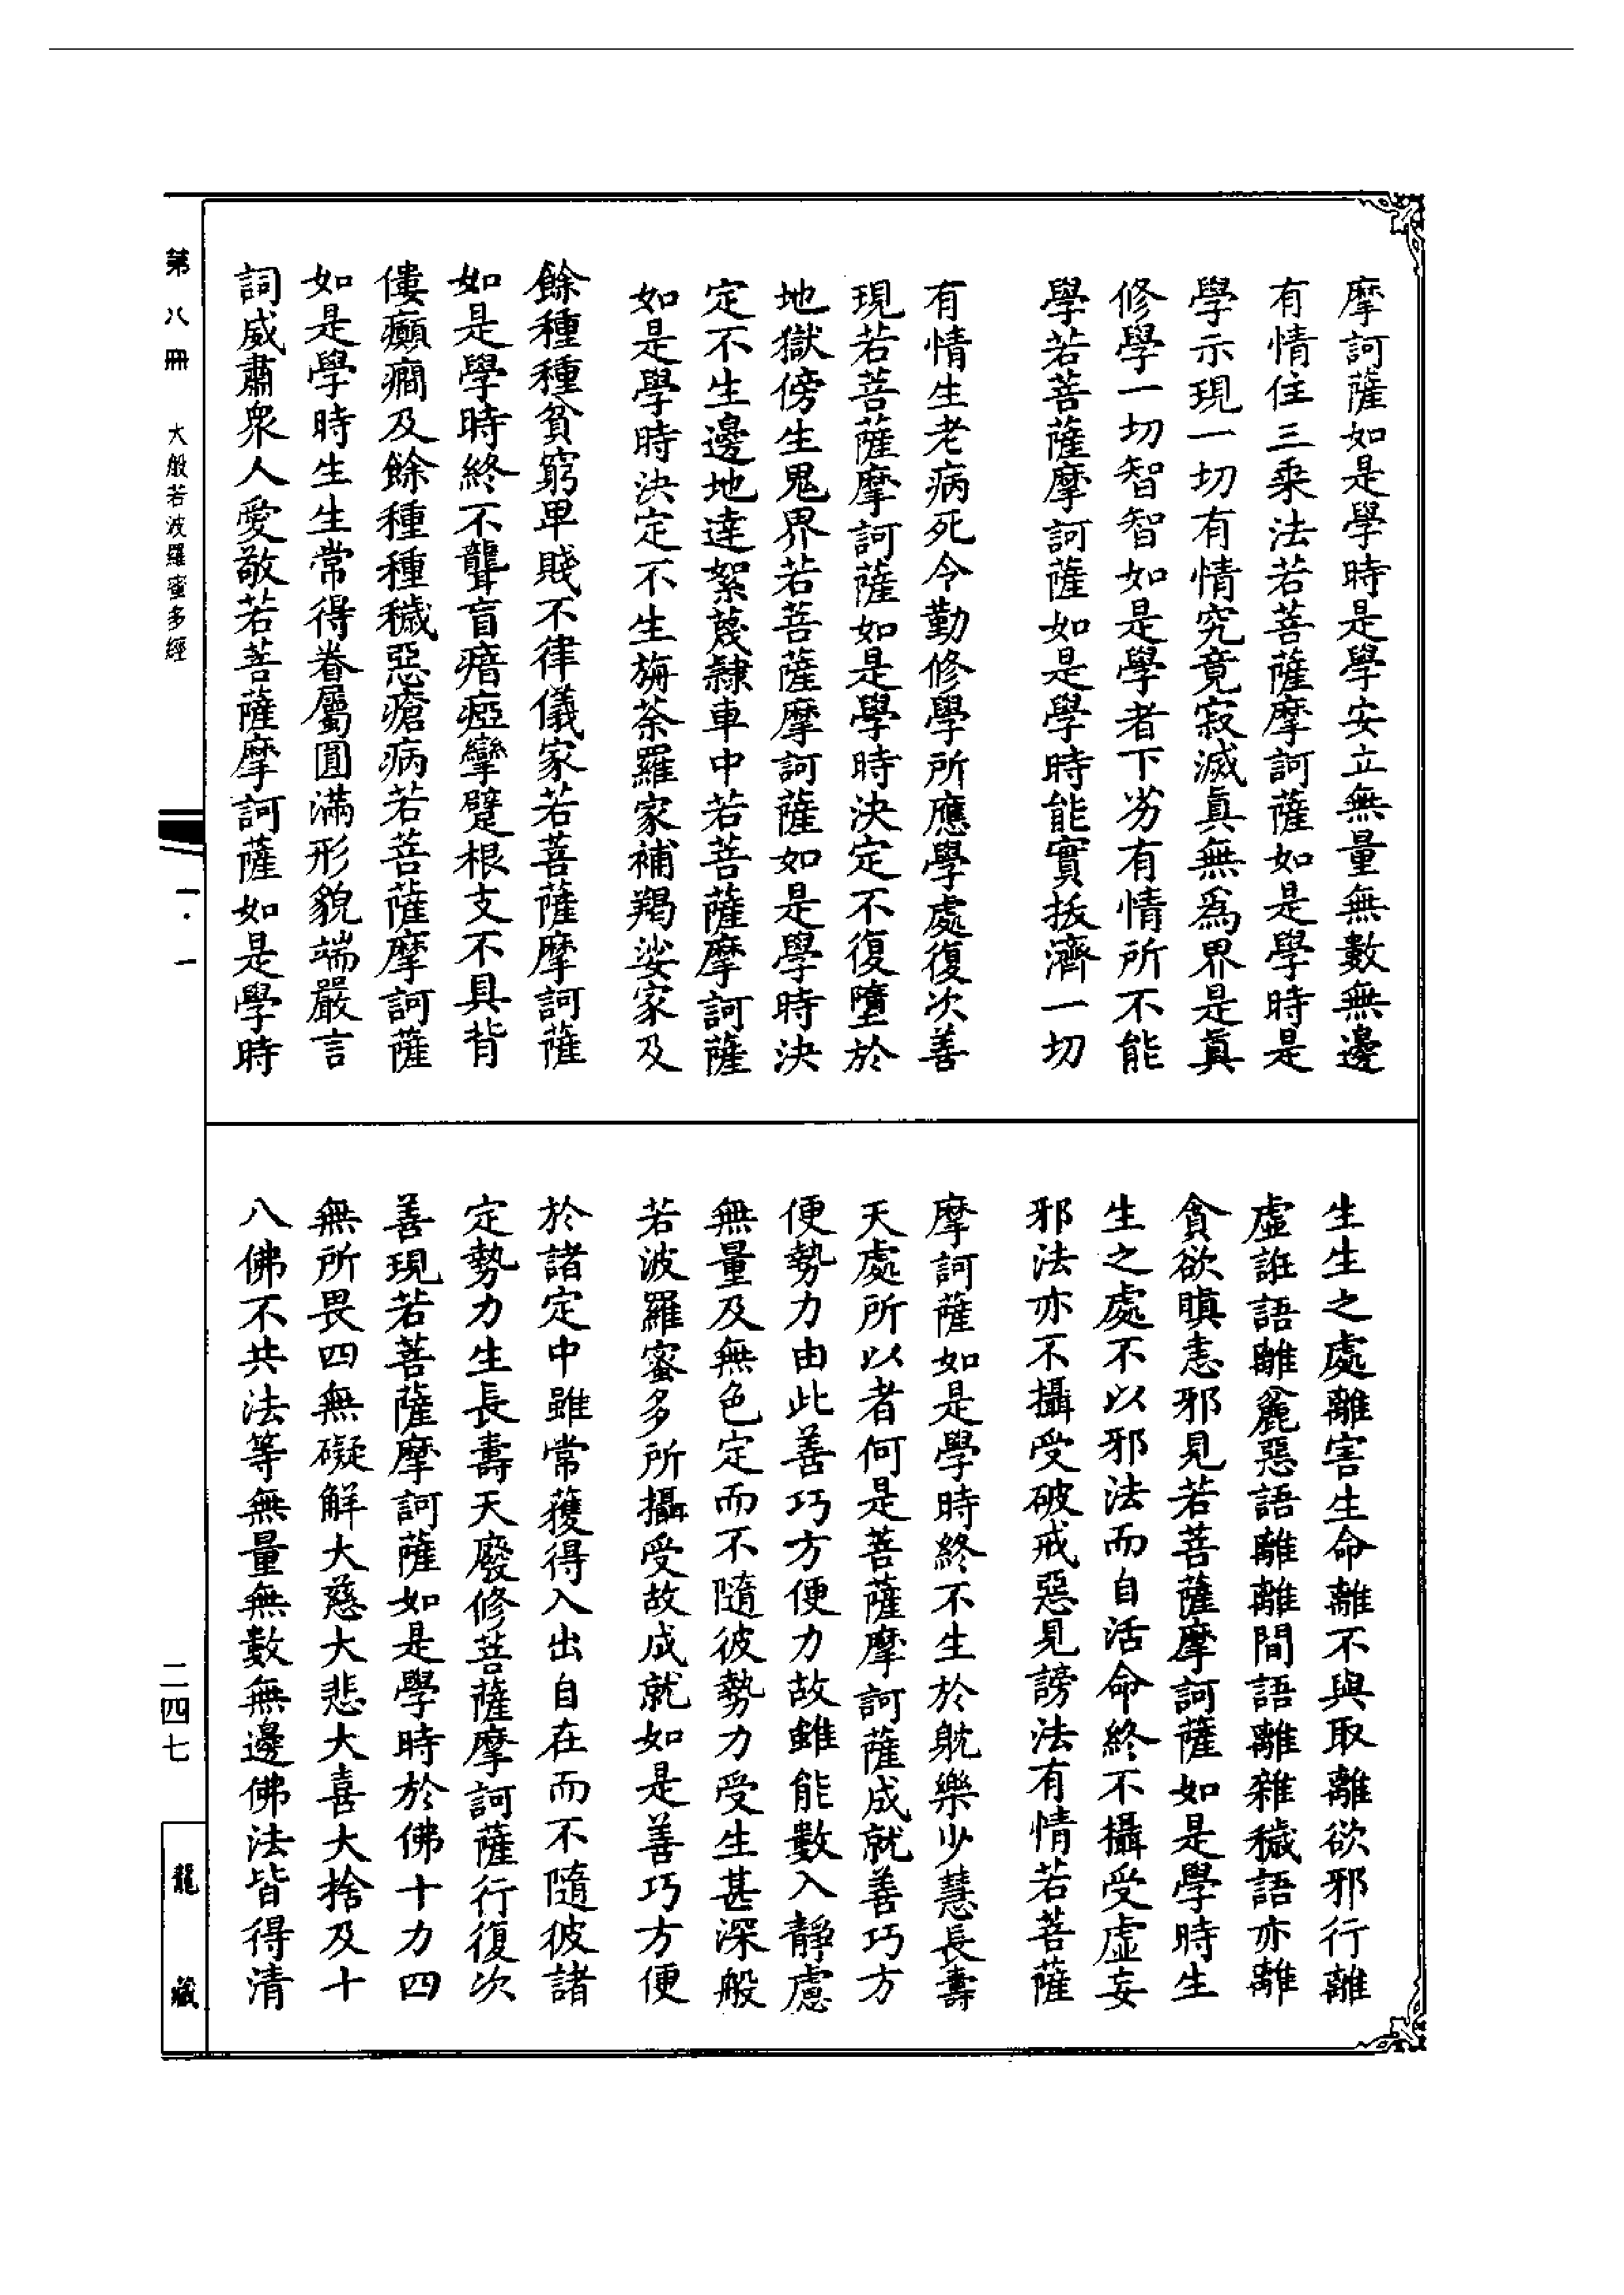 摩訶薩如是學時是學安立無量無數無邊
有情住三乘法若菩薩摩訶薩如是學時是
學示現一切有情究竟寂滅真無為界是真
修學一切智智如是學者下劣有情所不能
學若菩薩摩訶薩如是學時能實拔濟一切
有情生老病死令勤修學所應學處復次善
現若菩薩摩訶薩如是學時決定不復墮於
地獄傍生鬼界若菩薩摩訶薩如是學時決
定不生邊地達絮蔑隸車中若菩薩摩訶薩
如是學時決定不生旃荼羅家補羯娑家及
餘種種貧窮卑賤不律儀家若菩薩摩訶薩
如是學時終不聾盲瘖瘂攣躄根支不具背
僂癲癎及餘種種穢惡瘡病若菩薩摩訶薩
如是學時生生常得眷屬圓滿形貌端嚴言
詞威肅衆人愛敬若菩薩摩訶薩如是學時
生生之處離害生命離不與取離欲邪行離
虛誑語離麁惡語離離間語離雜穢語亦離
貪欲瞋恚邪見若菩薩摩訶薩如是學時生
生之處不以邪法而自活命終不攝受虛妄
邪法亦不攝受破戒惡見謗法有情若菩薩
摩訶薩如是學時終不生於躭樂少慧長壽
天處所以者何是菩薩摩訶薩成就善巧方
便勢力由此善巧方便力故雖能數入靜慮
無量及無色定而不隨彼勢力受生甚深般
若波羅蜜多所攝受故成就如是善巧方便
於諸定中雖常獲得入出自在而不隨彼諸
定勢力生長壽天廢修菩薩摩訶薩行復次
善現若菩薩摩訶薩如是學時於佛十力四
無所畏四無礙解大慈大悲大喜大捨及十
八佛不共法等無量無數無邊佛法皆得清
第八冊 大般若波羅蜜多經
一·一
二四七
龍藏